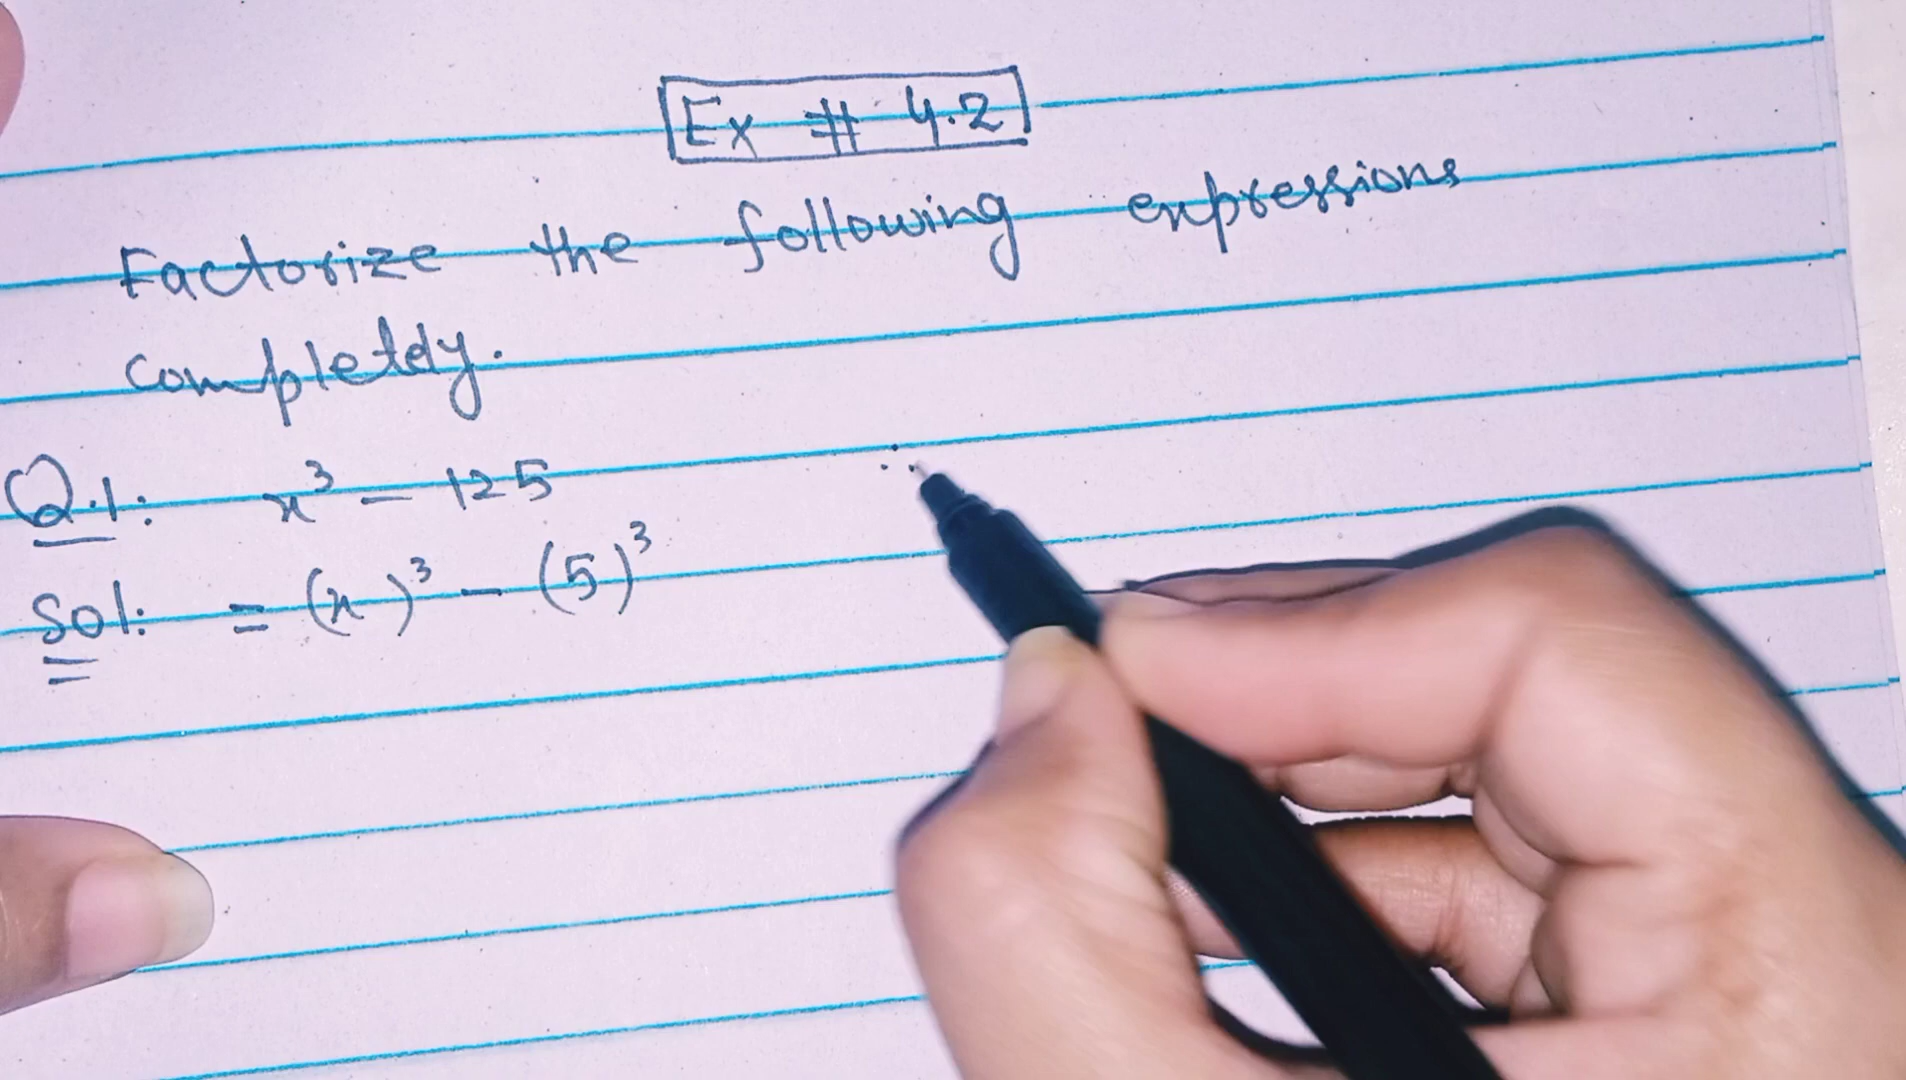 Ex # 4.2
Factorize the following expressions
completely.
Q.1: x³ - 125
Sol: = (x)³ - (5)³
∵